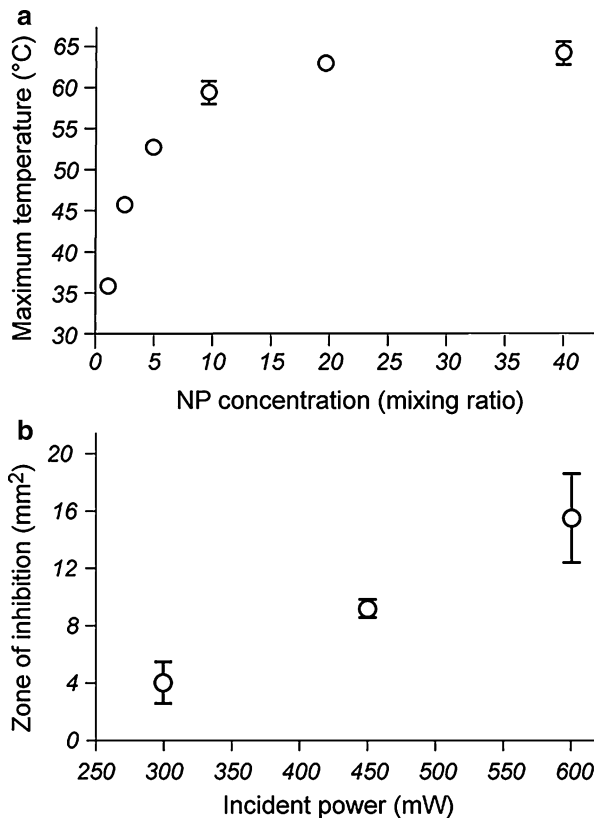 a
Maximum temperature (°C)
65
60
55
50
45
40
35
30
0 5 10 15 20 25 30 35 40
NP concentration (mixing ratio)
b
Zone of inhibition (mm²)
20
16
12
8
4
0
250 300 350 400 450 500 550 600
Incident power (mW)